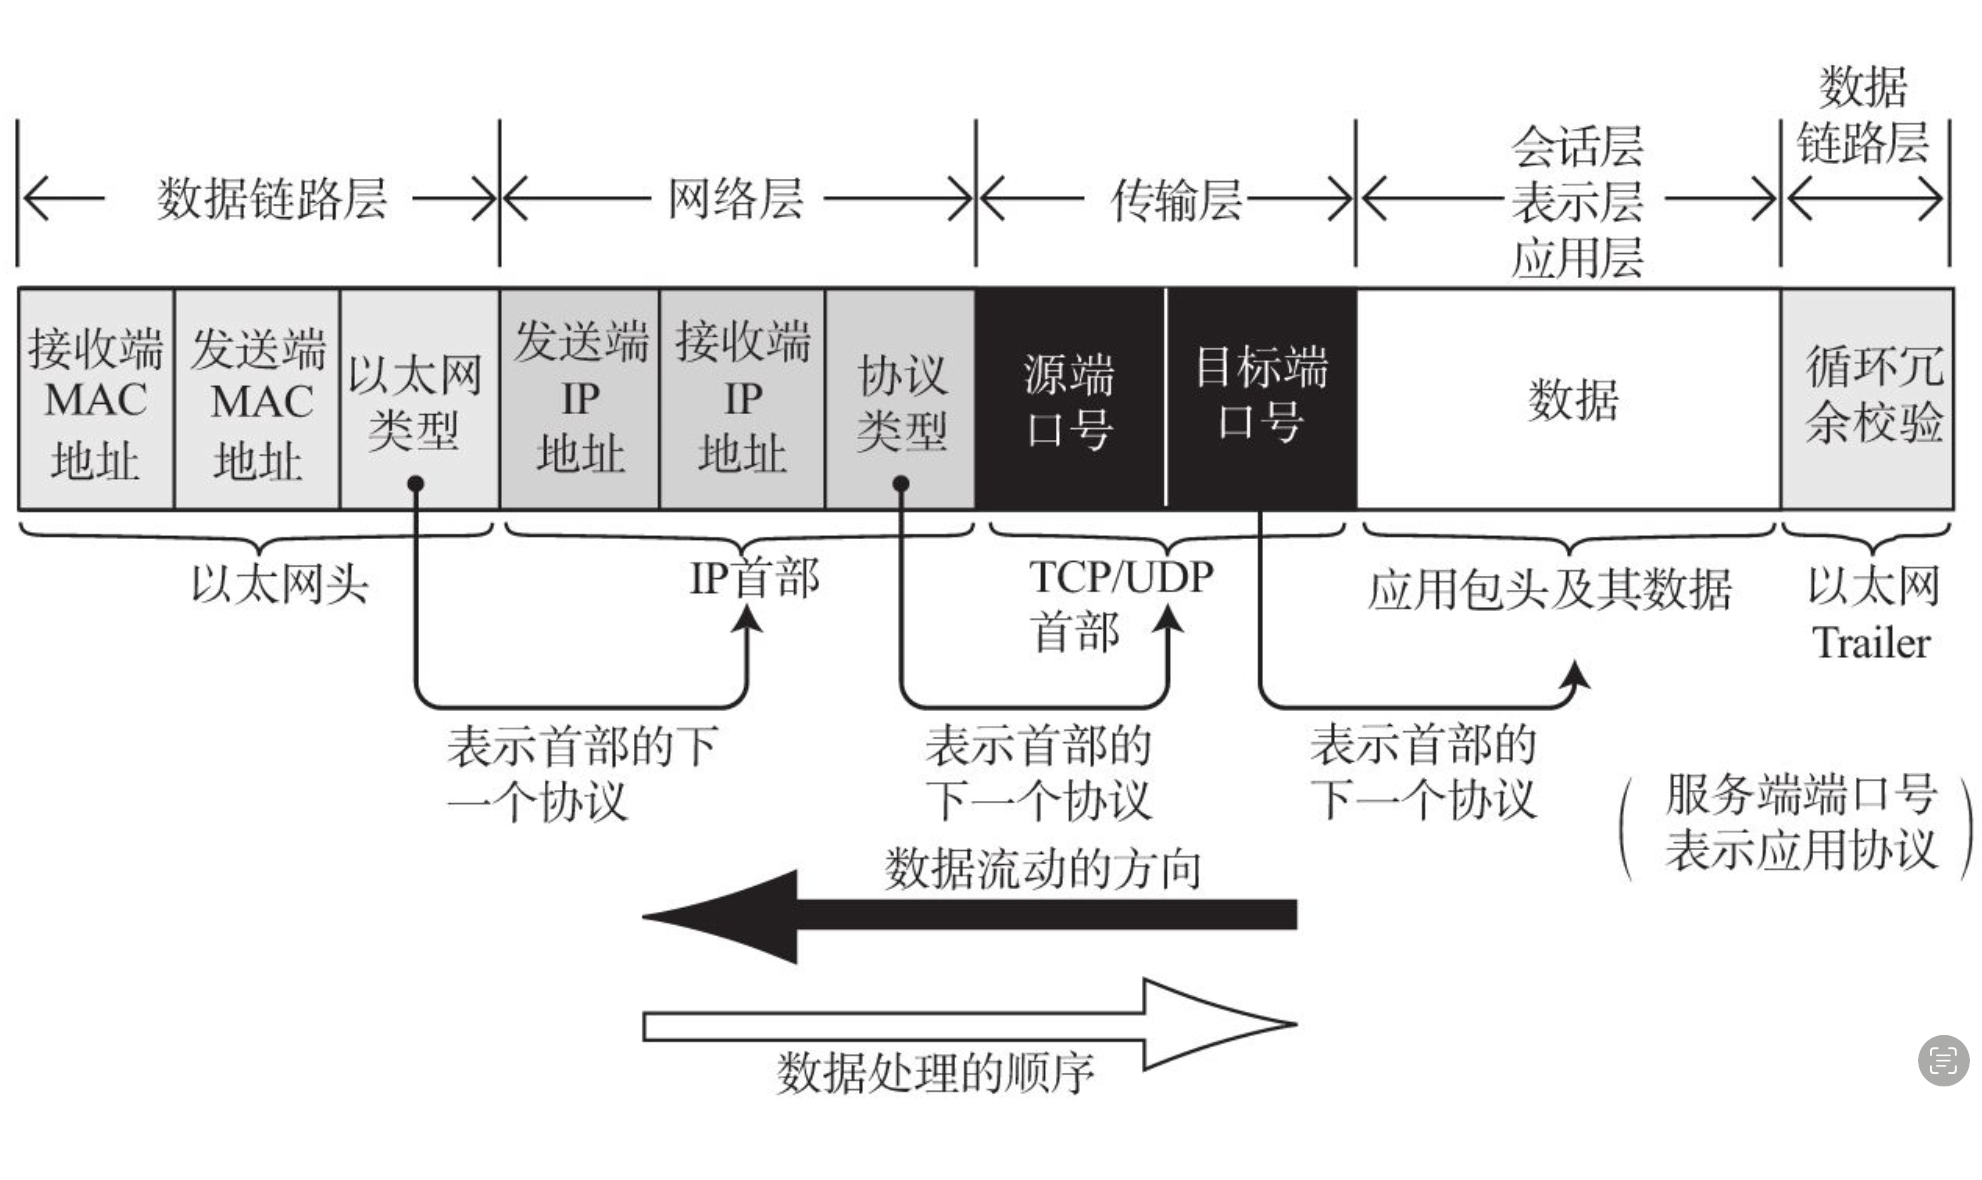 数据链路层
网络层
传输层
会话层
表示层
应用层
数据
链路层
接收端
MAC
地址
发送端
MAC
地址
以太网
类型
发送端
IP
地址
接收端
IP
地址
协议
类型
源端
口号
目标端
口号
数据
循环冗
余校验
以太网头
IP首部
TCP/UDP
首部
应用包头及其数据
以太网
Trailer
表示首部的下
一个协议
表示首部的
下一个协议
表示首部的
下一个协议
(服务端端口号
表示应用协议)
数据流动的方向
数据处理的顺序